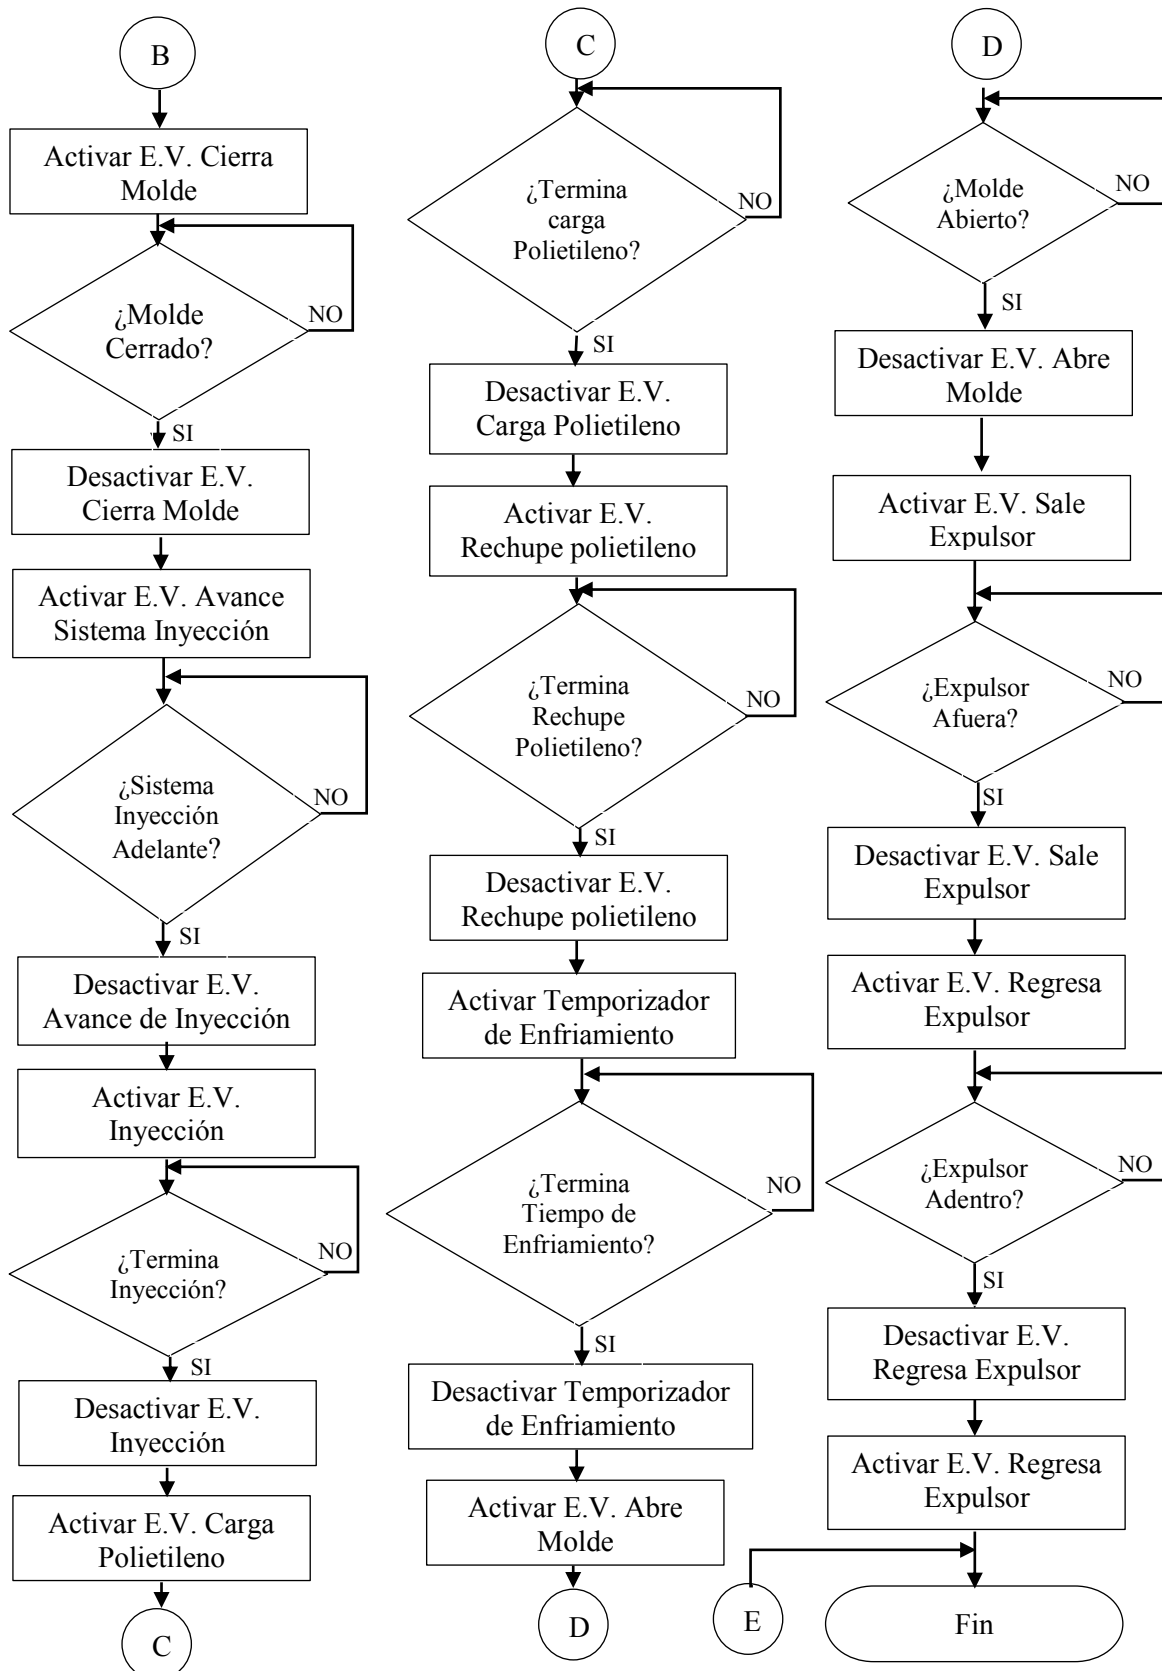 B
Activar E.V. Cierra
Molde
¿Molde
Cerrado?
NO
SI
Desactivar E.V.
Cierra Molde
Activar E.V. Avance
Sistema Inyección
¿Sistema
Inyección
Adelante?
NO
SI
Desactivar E.V.
Avance de Inyección
Activar E.V.
Inyección
¿Termina
Inyección?
NO
SI
Desactivar E.V.
Inyección
Activar E.V. Carga
Polietileno
C
C
¿Termina
carga
Polietileno?
NO
SI
Desactivar E.V.
Carga Polietileno
Activar E.V.
Rechupe polietileno
¿Termina
Rechupe
Polietileno?
NO
SI
Desactivar E.V.
Rechupe polietileno
Activar Temporizador
de Enfriamiento
¿Termina
Tiempo de
Enfriamiento?
NO
SI
Desactivar Temporizador
de Enfriamiento
Activar E.V. Abre
Molde
D
D
¿Molde
Abierto?
NO
SI
Desactivar E.V. Abre
Molde
Activar E.V. Sale
Expulsor
¿Expulsor
Afuera?
NO
SI
Desactivar E.V. Sale
Expulsor
Activar E.V. Regresa
Expulsor
¿Expulsor
Adentro?
NO
SI
Desactivar E.V.
Regresa Expulsor
Activar E.V. Regresa
Expulsor
E
Fin